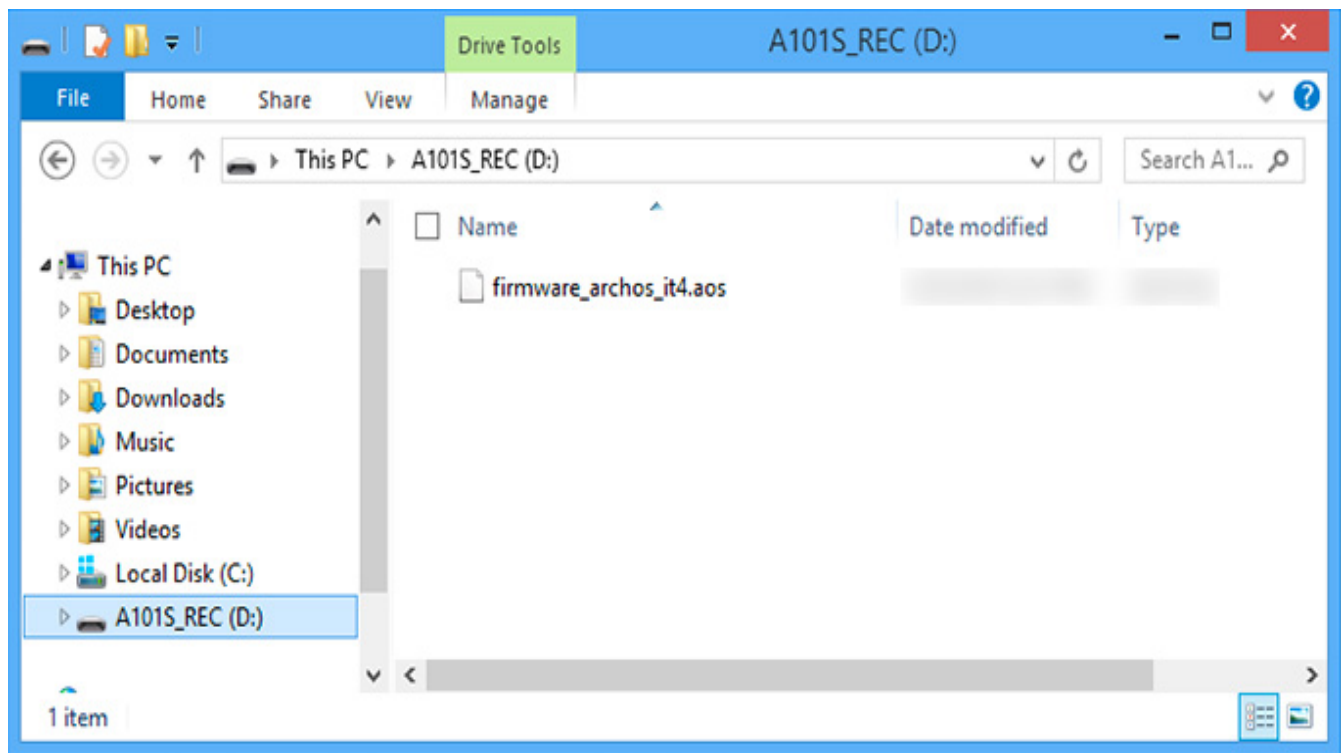 Drive Tools
A101S_REC (D:)
File Home Share View Manage
This PC A101S_REC (D:)
Search A1...
Name Date modified Type
This PC
firmware_archos_it4.aos
Desktop
Documents
Downloads
Music
Pictures
Videos
Local Disk (C:)
A101S_REC (D:)
1 item